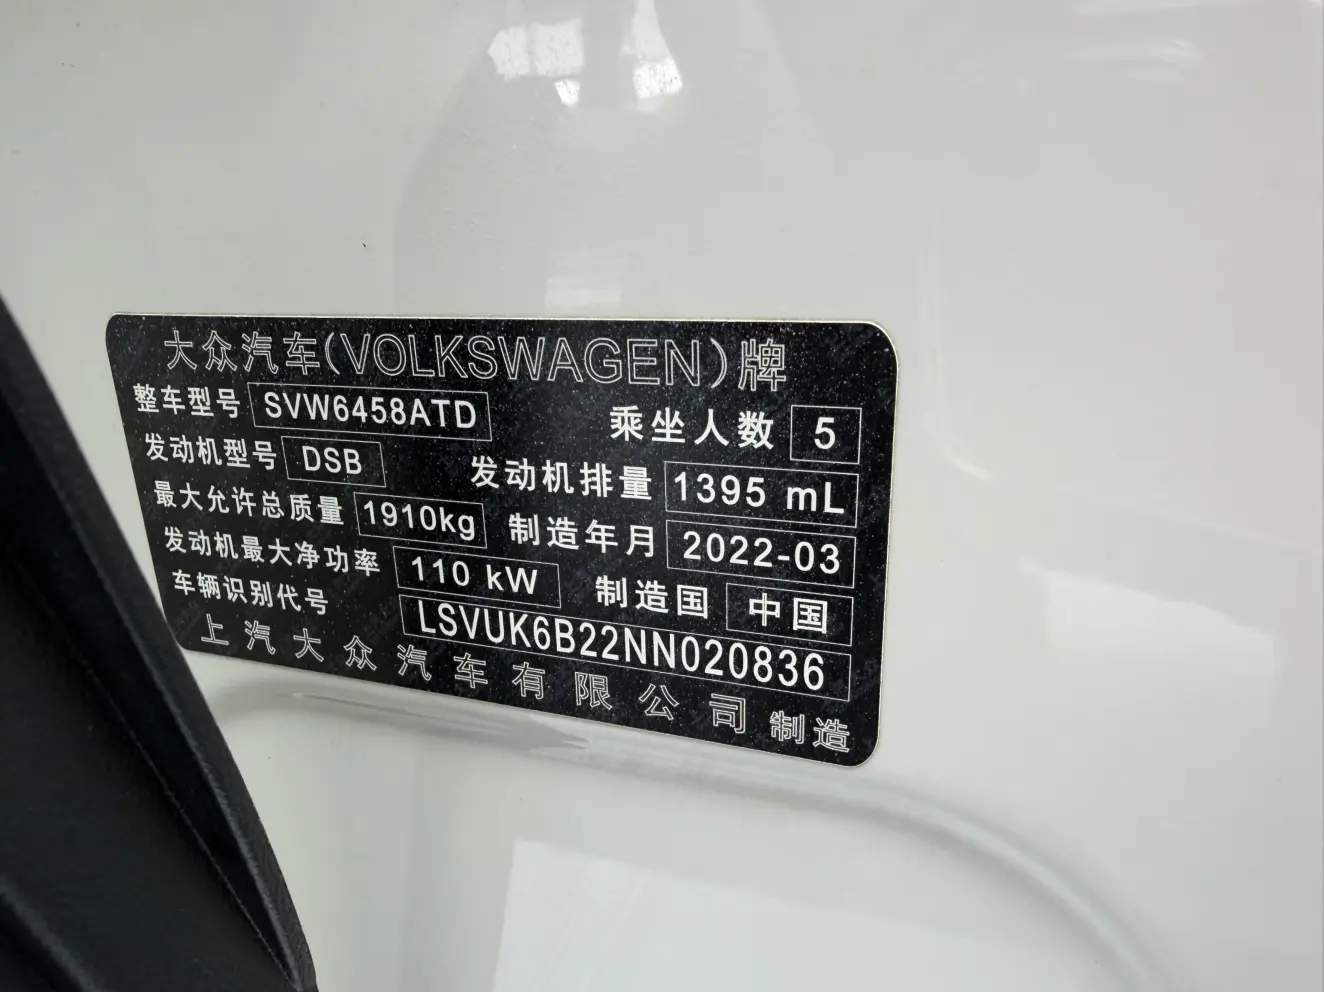 大众汽车(VOLKSWAGEN)牌
整车型号 SVW6458ATD 乘坐人数 5
发动机型号 DSB 发动机排量 1395 mL
最大允许总质量 1910kg 制造年月 2022-03
发动机最大净功率 110 kW 制造国 中国
车辆识别代号 LSVUK6B22NN020836
上汽大众汽车有限公司 制造